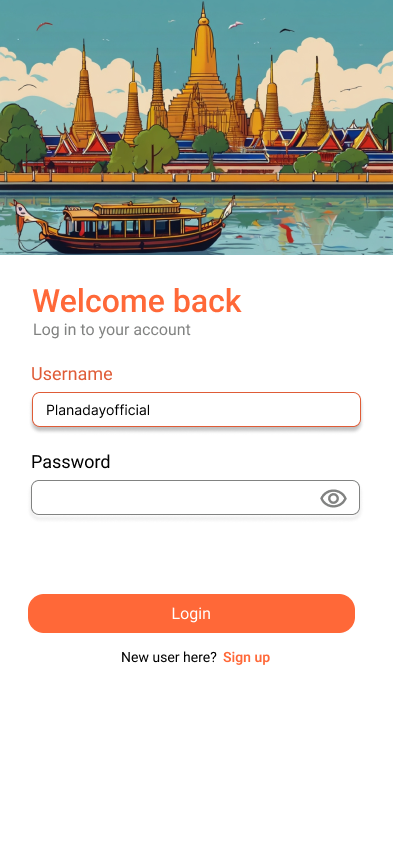 Welcome back
Log in to your account
Username
Planadayofficial
Password
Login
New user here? Sign up